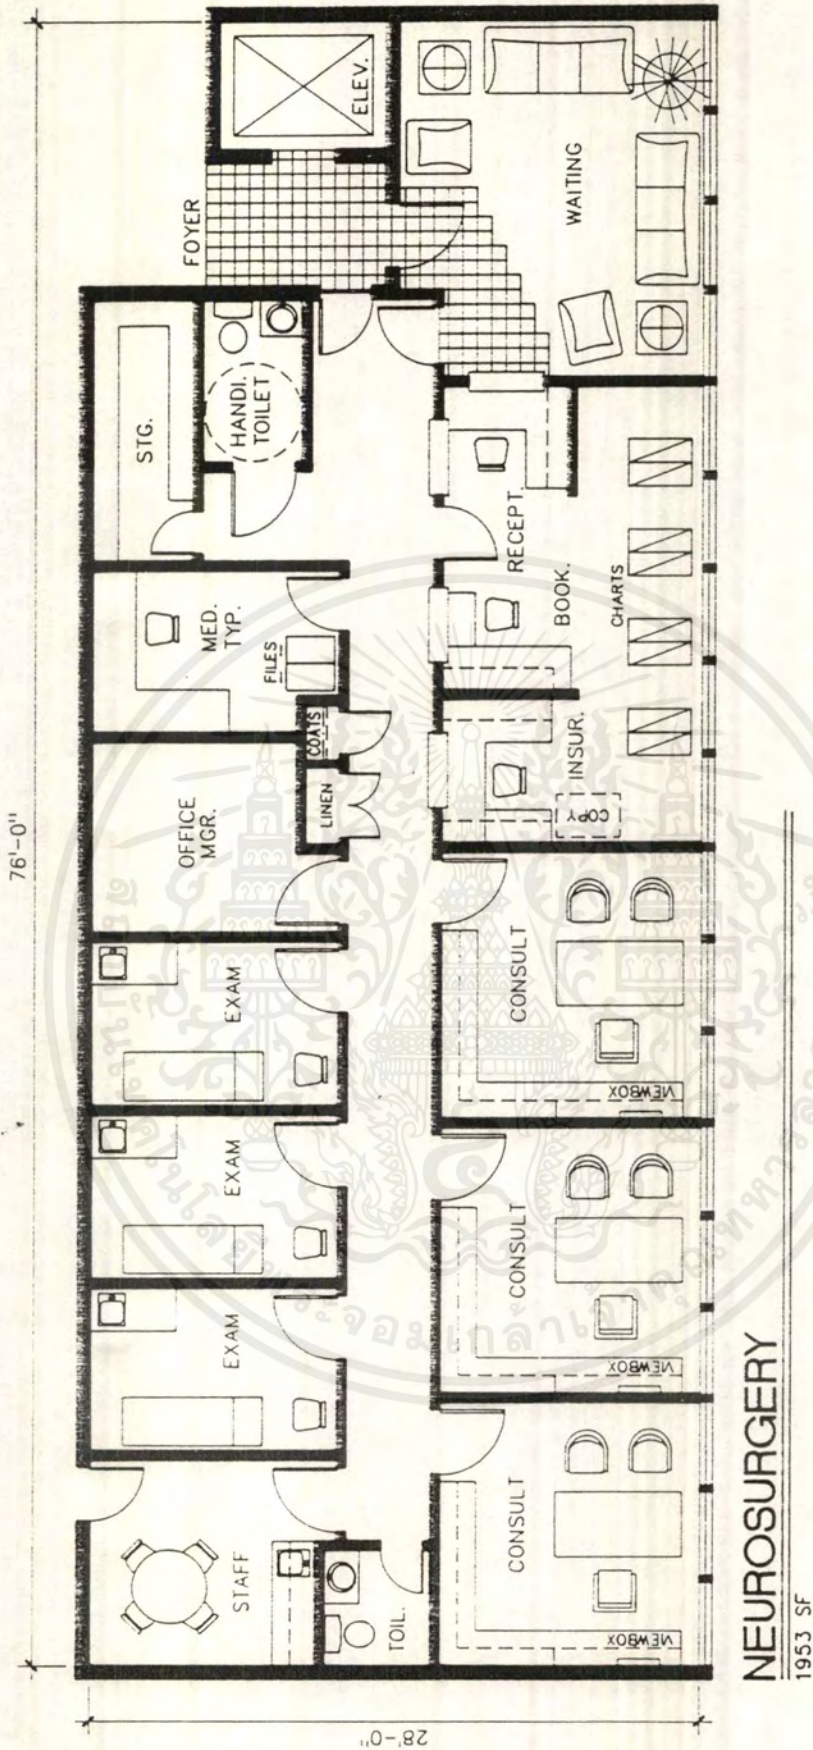 76'-0"
28'-0"
FOYER
ELEV.
WAITING
STG.
HANDI.
TOILET
MED.
TYP.
FILES
COATS
LINEN
OFFICE
MGR.
EXAM
EXAM
EXAM
STAFF
TOIL.
RECEPT.
BOOK.
CHARTS
INSUR.
COPY
CONSULT
VIEWBOX
CONSULT
VIEWBOX
CONSULT
VIEWBOX
NEUROSURGERY
1953 SF